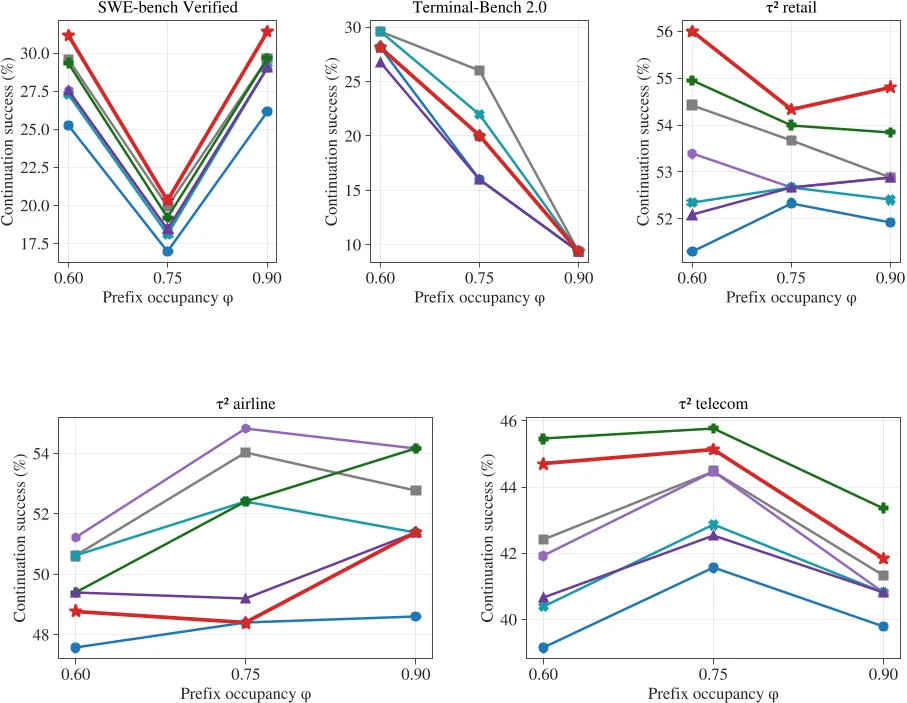 SWE-bench Verified
Continuation success (%)
30.0
27.5
25.0
22.5
20.0
17.5
0.60
0.75
0.90
Prefix occupancy φ
Terminal-Bench 2.0
Continuation success (%)
30
25
20
15
10
0.60
0.75
0.90
Prefix occupancy φ
τ² retail
Continuation success (%)
56
55
54
53
52
0.60
0.75
0.90
Prefix occupancy φ
τ² airline
Continuation success (%)
54
52
50
48
0.60
0.75
0.90
Prefix occupancy φ
τ² telecom
Continuation success (%)
46
44
42
40
0.60
0.75
0.90
Prefix occupancy φ